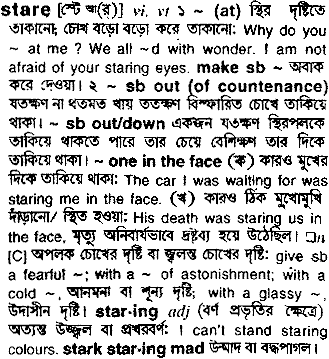 stare [স্টে আ(র)] vi, vt ১ ~ (at) স্থির দৃষ্টিতে
তাকানো; চোখ বড়ো বড়ো করে তাকানো: Why do you
~ at me ? We all ~d with wonder. I am not
afraid of your staring eyes. make sb ~ অবাক
করে দেওয়া। ২ ~ sb out (of countenance)
যতক্ষণ না থতমত খায় ততক্ষণ বিস্ফারিত চোখে তাকিয়ে
থাকা। ~ sb out/down একজন যতক্ষণ স্থিরপলকে
তাকিয়ে থাকতে পারে তার চেয়ে বেশিক্ষণ তার দিকে
তাকিয়ে থাকা। ~ one in the face (ক) কারও মুখের
দিকে তাকিয়ে থাকা: The car I was waiting for was
staring me in the face. (খ) কারও ঠিক মুখোমুখি
দাঁড়ানো/ স্থিত হওয়া: His death was staring us in
the face, মৃত্যু অনিবার্যভাবে দ্রষ্টব্য হয়ে উঠেছিল। □n
[C] অপলক চোখের দৃষ্টি বা জ্বলন্ত চোখের দৃষ্টি: give sb
a fearful ~; with a ~ of astonishment; with a
cold ~, আনমনা বা শূন্য দৃষ্টি; with a glassy ~,
উদাসীন দৃষ্টি। star·ing adj (বর্ণ প্রভৃতির ক্ষেত্রে)
অত্যন্ত উজ্জ্বল বা প্রখরবর্ণ: I can't stand staring
colours. stark staring mad উন্মাদ বা বদ্ধপাগল।